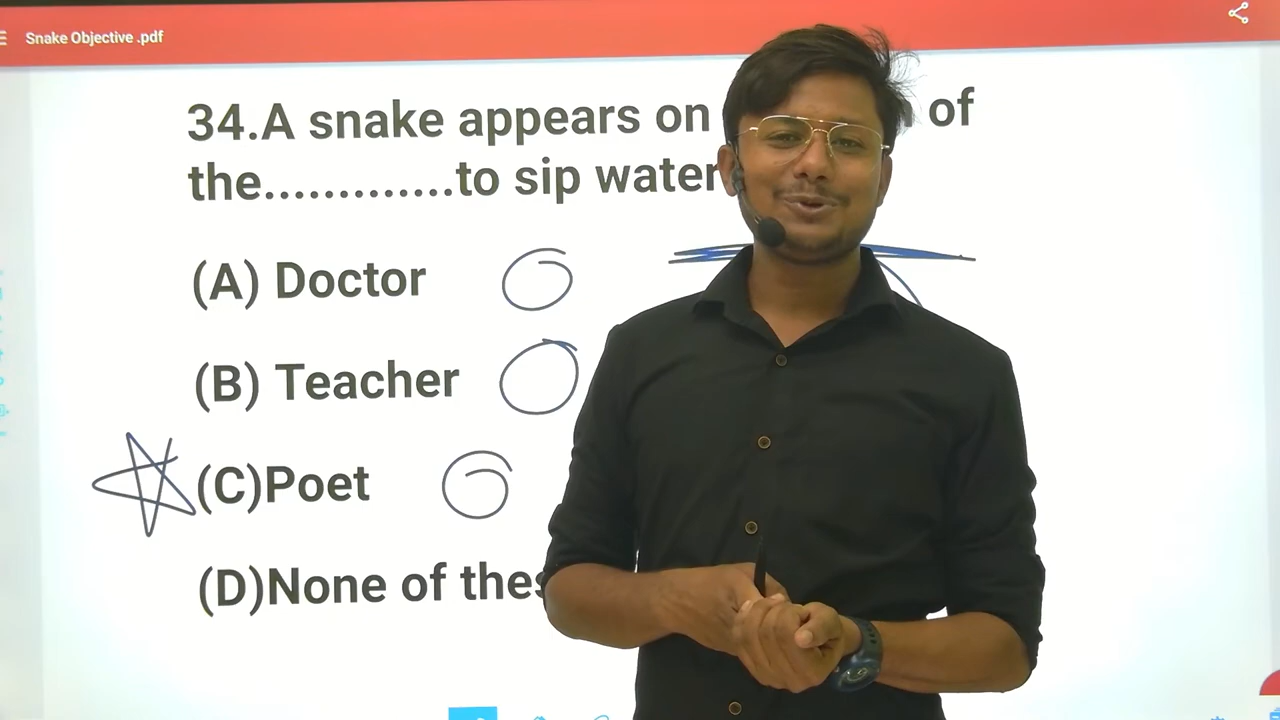 Snake Objective .pdf
34.A snake appears on of
the.............to sip water
(A) Doctor
(B) Teacher
(C)Poet
(D)None of thes